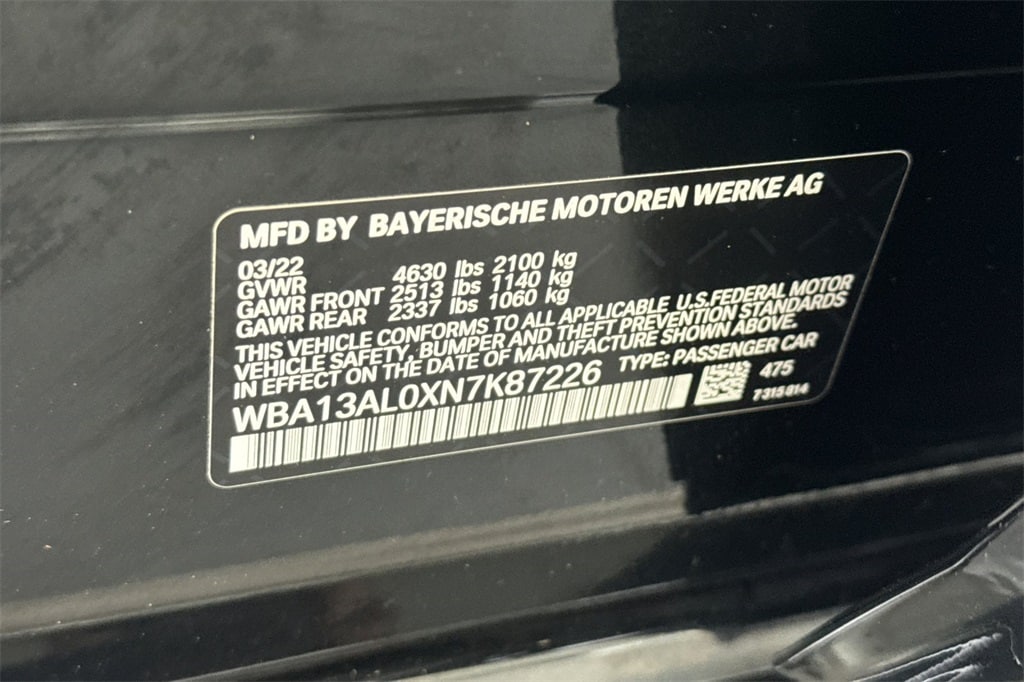 MFD BY BAYERISCHE MOTOREN WERKE AG
03/22
GVWR 4630 lbs 2100 kg
GAWR FRONT 2513 lbs 1140 kg
GAWR REAR 2337 lbs 1060 kg
THIS VEHICLE CONFORMS TO ALL APPLICABLE U.S.FEDERAL MOTOR
VEHICLE SAFETY, BUMPER AND THEFT PREVENTION STANDARDS
IN EFFECT ON THE DATE OF MANUFACTURE SHOWN ABOVE.
WBA13AL0XN7K87226 TYPE: PASSENGER CAR
475
7315814